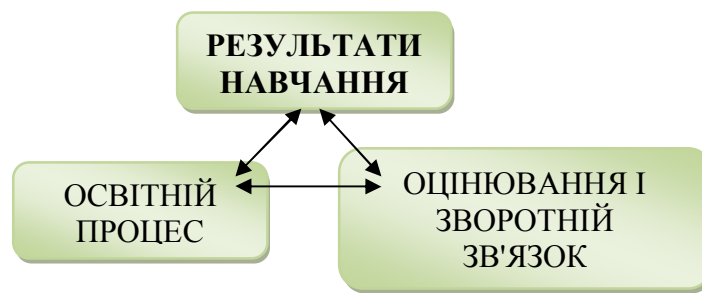 РЕЗУЛЬТАТИ
НАВЧАННЯ
ОСВІТНІЙ
ПРОЦЕС
ОЦІНЮВАННЯ І
ЗВОРОТНІЙ
ЗВ'ЯЗОК